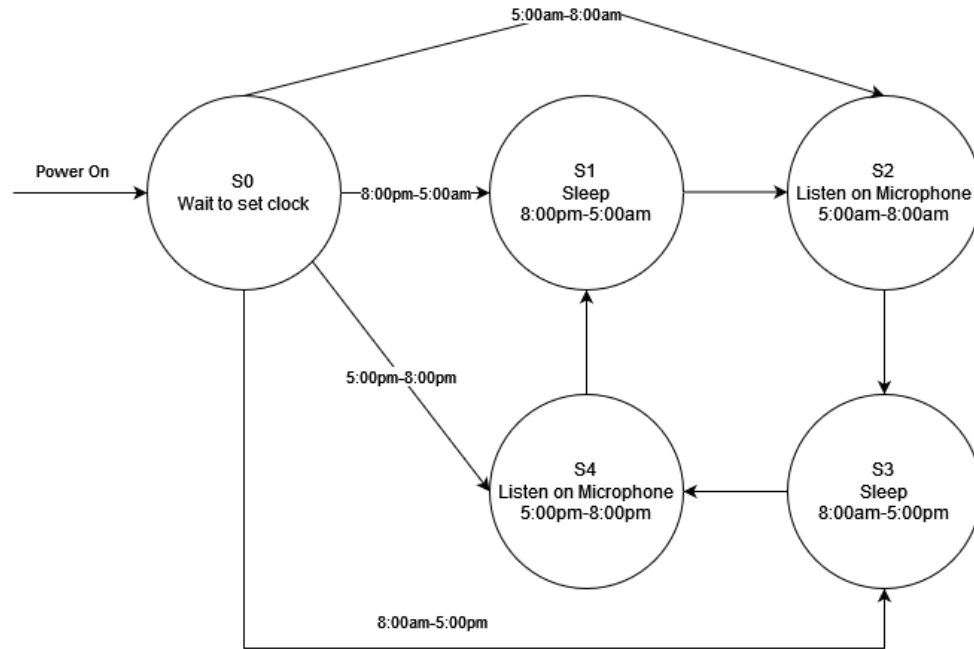 5:00am-8:00am
Power On
S0
Wait to set clock
8:00pm-5:00am
S1
Sleep
8:00pm-5:00am
S2
Listen on Microphone
5:00am-8:00am
5:00pm-8:00pm
S4
Listen on Microphone
5:00pm-8:00pm
S3
Sleep
8:00am-5:00pm
8:00am-5:00pm